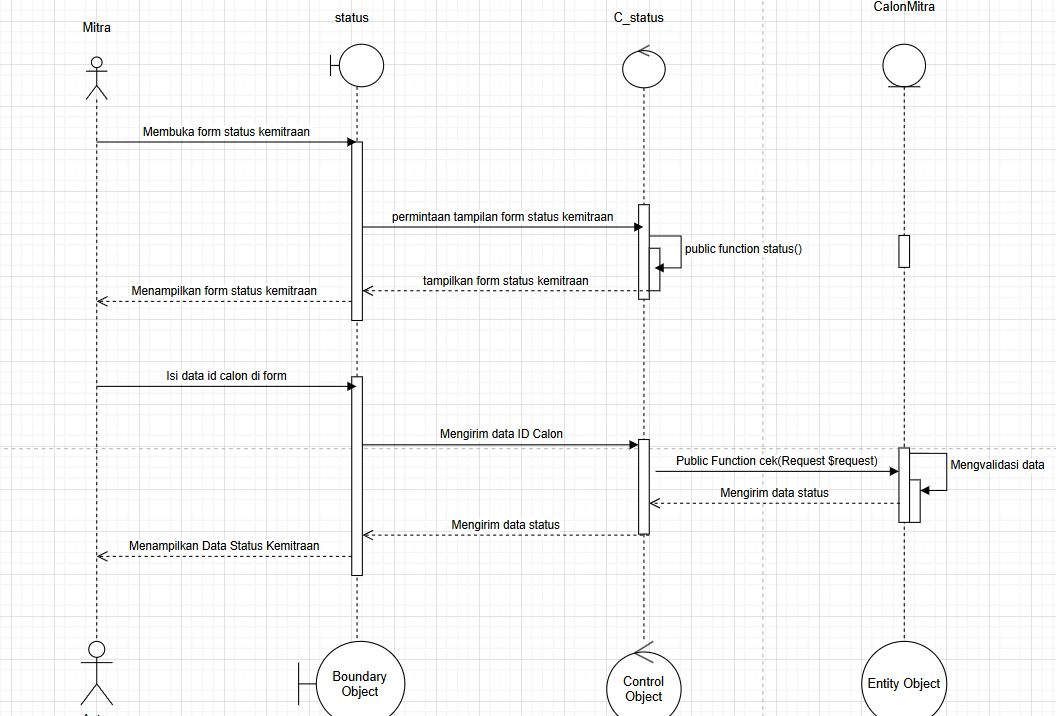 CalonMitra
status
C_status
Mitra
Membuka form status kemitraan
permintaan tampilan form status kemitraan
public function status()
tampilkan form status kemitraan
Menampilkan form status kemitraan
Isi data id calon di form
Mengirim data ID Calon
Public Function cek(Request $request)
Mengvalidasi data
Mengirim data status
Mengirim data status
Menampilkan Data Status Kemitraan
Boundary
Object
Control
Object
Entity Object